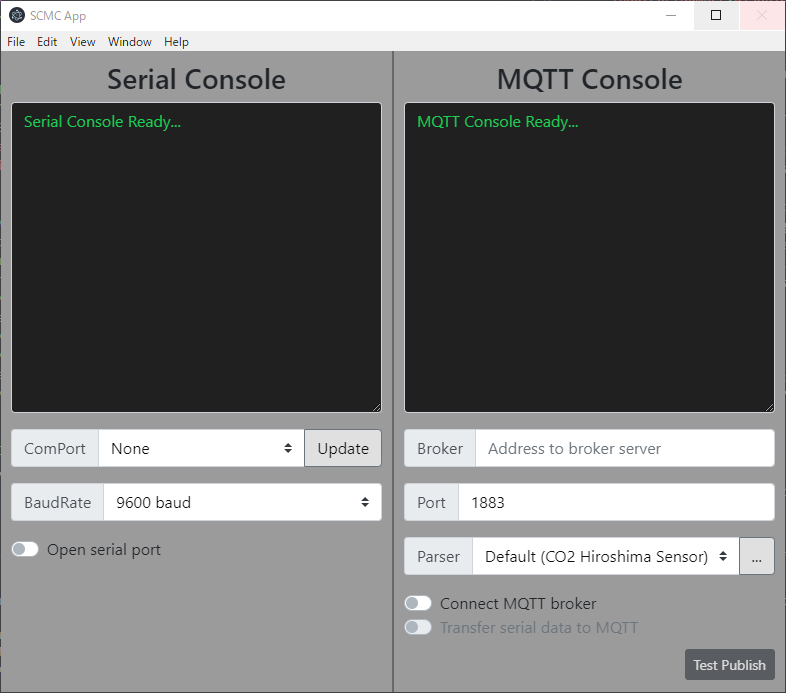 SCMC App
File Edit View Window Help
Serial Console
Serial Console Ready...
ComPort None Update
BaudRate 9600 baud
Open serial port
MQTT Console
MQTT Console Ready...
Broker Address to broker server
Port 1883
Parser Default (CO2 Hiroshima Sensor) ...
Connect MQTT broker
Transfer serial data to MQTT
Test Publish